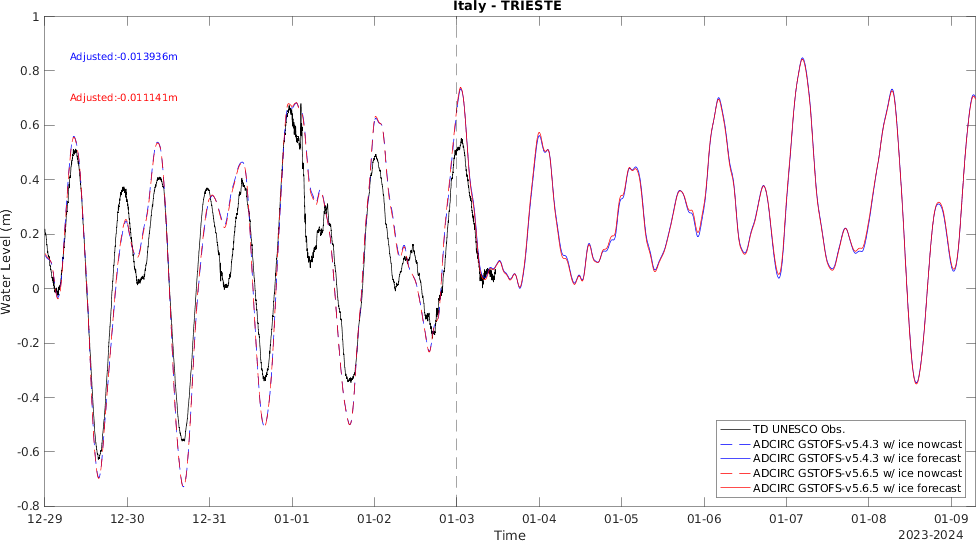 Italy - TRIESTE
Adjusted:-0.013936m
Adjusted:-0.011141m
Water Level (m)
1
0.8
0.6
0.4
0.2
0
-0.2
-0.4
-0.6
-0.8
TD UNESCO Obs.
ADCIRC GSTOFS-v5.4.3 w/ ice nowcast
ADCIRC GSTOFS-v5.4.3 w/ ice forecast
ADCIRC GSTOFS-v5.6.5 w/ ice nowcast
ADCIRC GSTOFS-v5.6.5 w/ ice forecast
12-29 12-30 12-31 01-01 01-02 01-03 01-04 01-05 01-06 01-07 01-08 01-09
Time
2023-2024